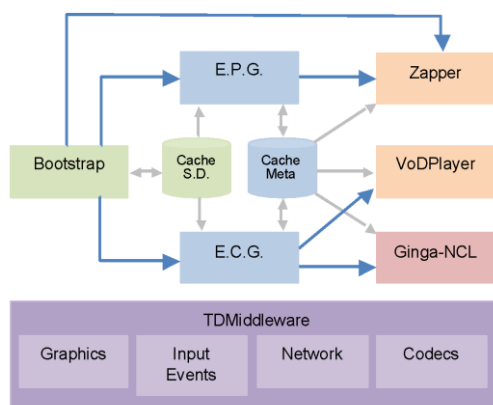 E.P.G.
Zapper
Bootstrap
Cache
S.D.
Cache
Meta
VoDPlayer
E.C.G.
Ginga-NCL
TDMiddleware
Graphics
Input
Events
Network
Codecs